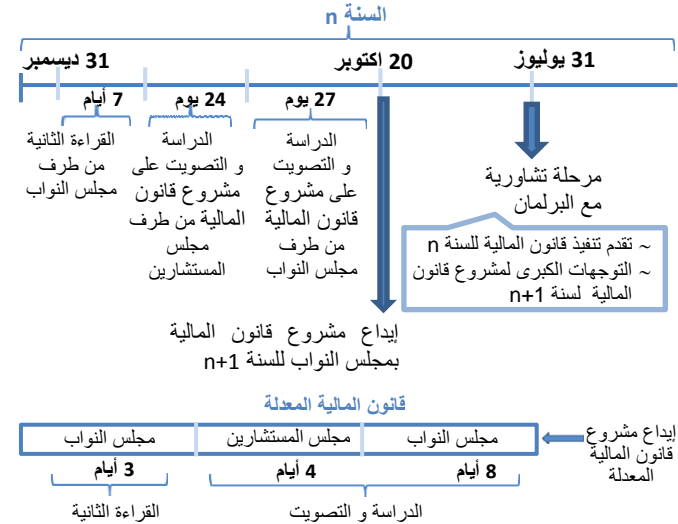 السنة n
31 يوليوز
20 اكتوبر
31 ديسمبر
27 يوم
24 يوم
7 أيام
الدراسة
و التصويت
على مشروع
قانون المالية
من طرف
مجلس النواب
الدراسة
و التصويت على
مشروع قانون
المالية من طرف
مجلس
المستشارين
القراءة الثانية
من طرف
مجلس النواب
مرحلة تشاورية
مع البرلمان
~ تقدم تنفيذ قانون المالية للسنة n
~ التوجهات الكبرى لمشروع قانون
المالية لسنة n+1
إيداع مشروع قانون المالية
بمجلس النواب للسنة n+1
قانون المالية المعدلة
إيداع مشروع
قانون المالية
المعدلة
مجلس النواب
مجلس المستشارين
مجلس النواب
8 أيام
4 أيام
3 أيام
الدراسة و التصويت
القراءة الثانية